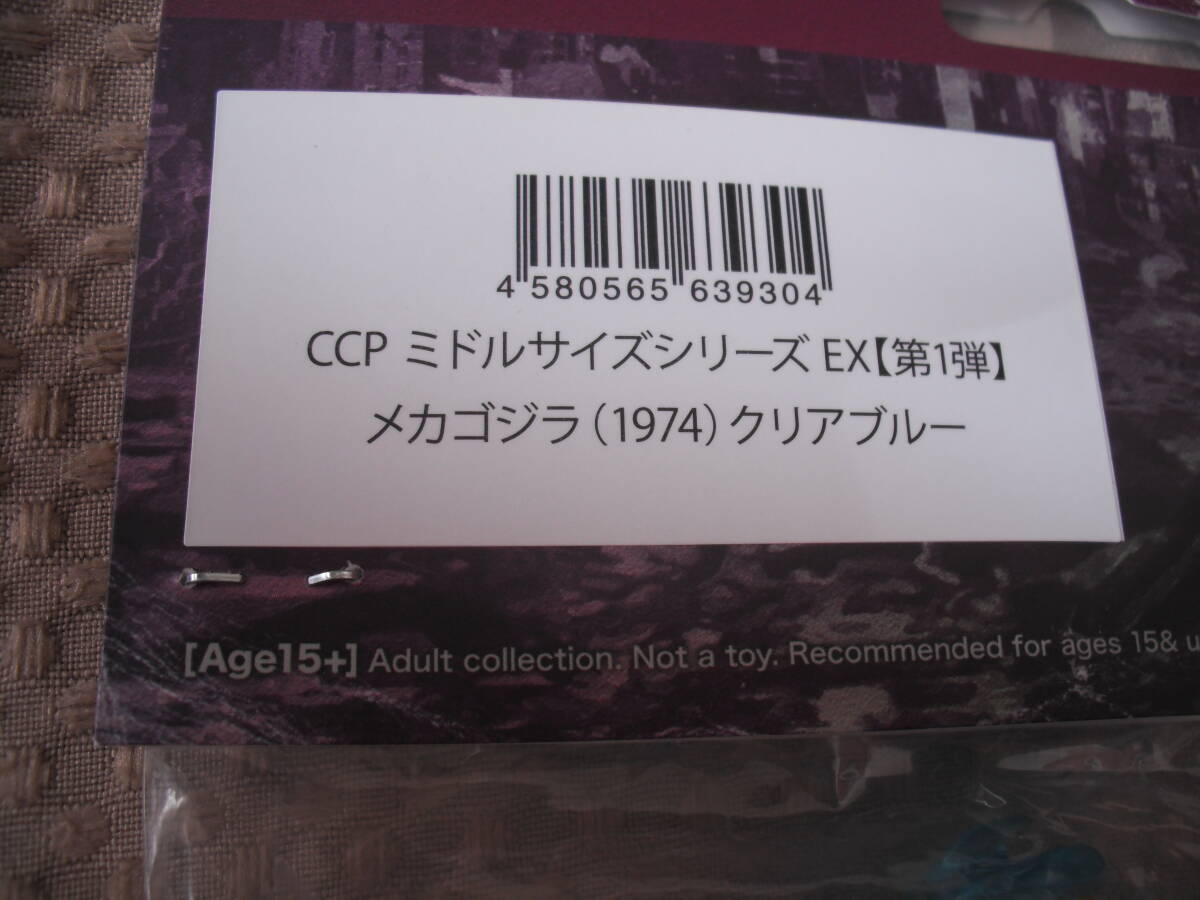 4 580565 639304
CCP ミドルサイズシリーズ EX【第1弾】
メカゴジラ(1974)クリアブルー
[Age15+] Adult collection. Not a toy. Recommended for ages 15& u